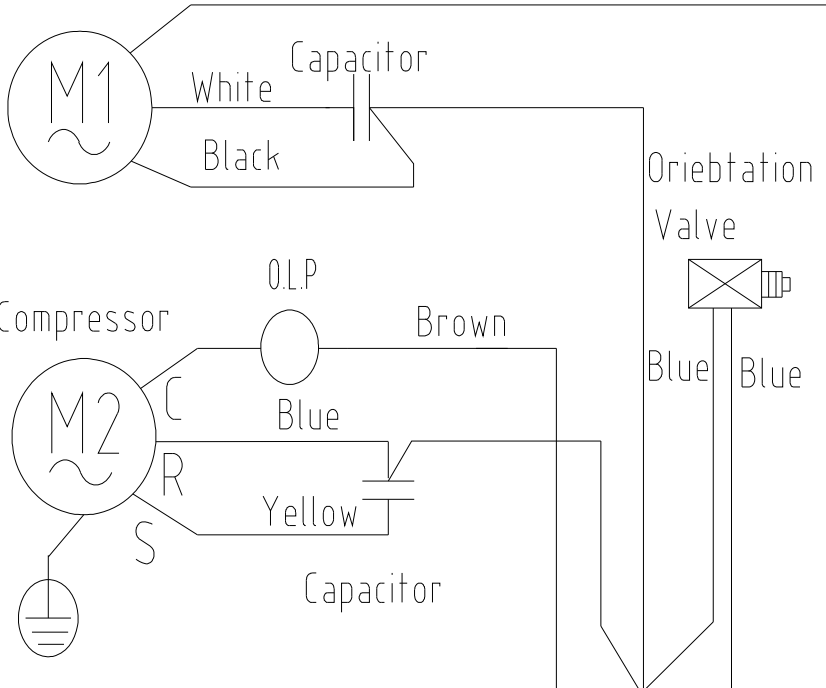 M1
Capacitor
White
Black
Oriebtation
Valve
O.L.P
Compressor
Brown
M2
C
Blue
Blue
Blue
R
Yellow
S
Capacitor